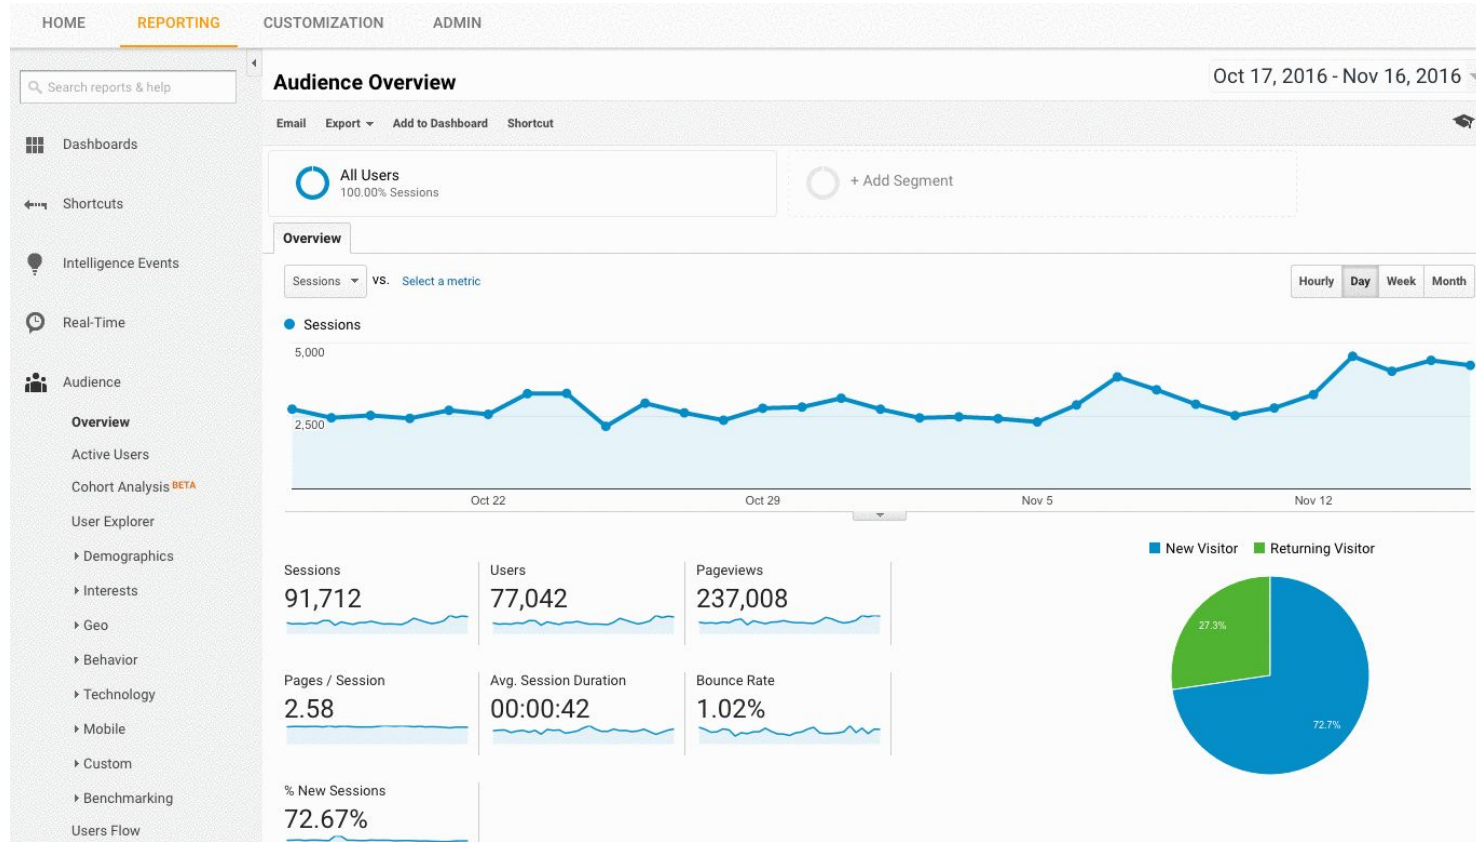 HOME REPORTING CUSTOMIZATION ADMIN
Search reports & help
Dashboards
Shortcuts
Intelligence Events
Real-Time
Audience
Overview
Active Users
Cohort Analysis BETA
User Explorer
Demographics
Interests
Geo
Behavior
Technology
Mobile
Custom
Benchmarking
Users Flow
Audience Overview
Oct 17, 2016 - Nov 16, 2016
Email Export Add to Dashboard Shortcut
All Users
100.00% Sessions
+ Add Segment
Overview
Sessions VS. Select a metric
Hourly Day Week Month
Sessions
5,000
2,500
Oct 22 Oct 29 Nov 5 Nov 12
Sessions
91,712
Users
77,042
Pageviews
237,008
Pages / Session
2.58
Avg. Session Duration
00:00:42
Bounce Rate
1.02%
% New Sessions
72.67%
New Visitor Returning Visitor
27.3%
72.7%